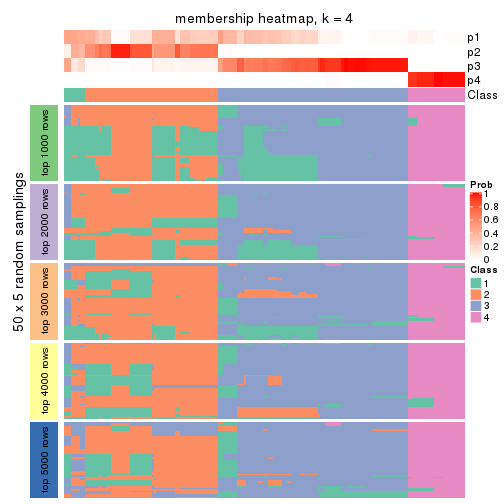 membership heatmap, k = 4
p1
p2
p3
p4
Class
50 x 5 random samplings
top 1000 rows
top 2000 rows
top 3000 rows
top 4000 rows
top 5000 rows
Prob
1
0.8
0.6
0.4
0.2
0
Class
1
2
3
4